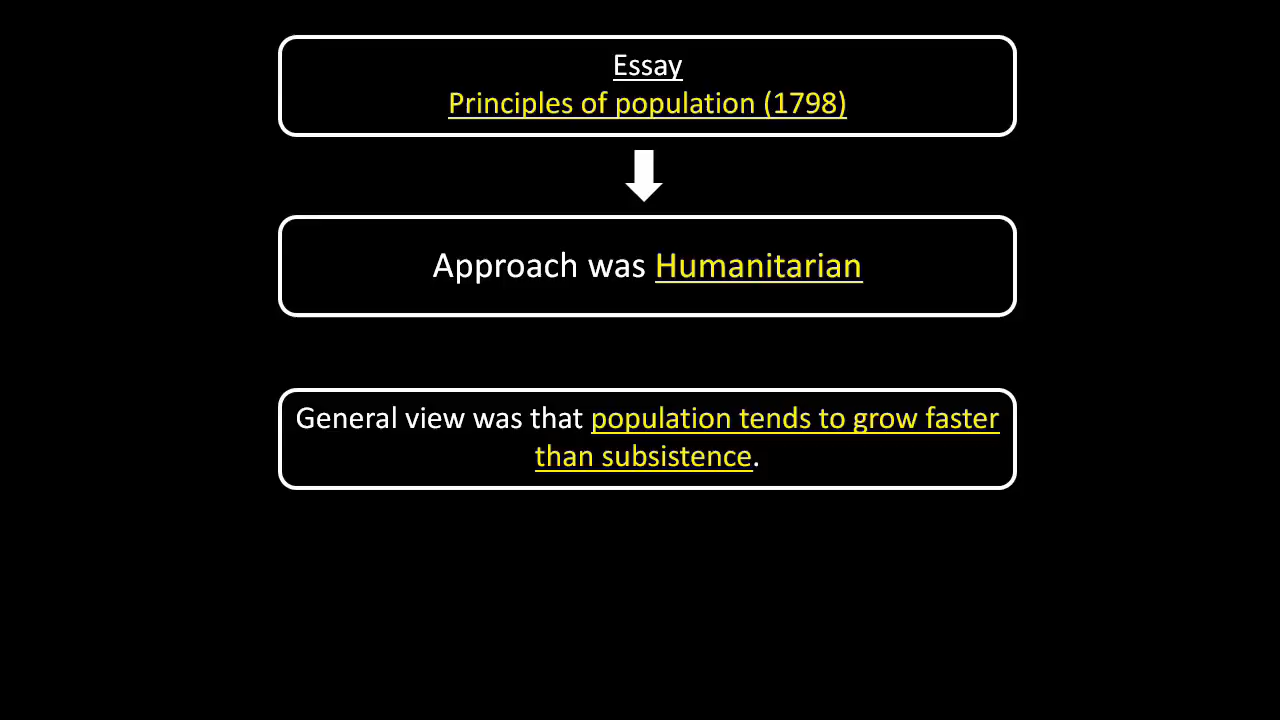 Essay
Principles of population (1798)
Approach was Humanitarian
General view was that population tends to grow faster
than subsistence.